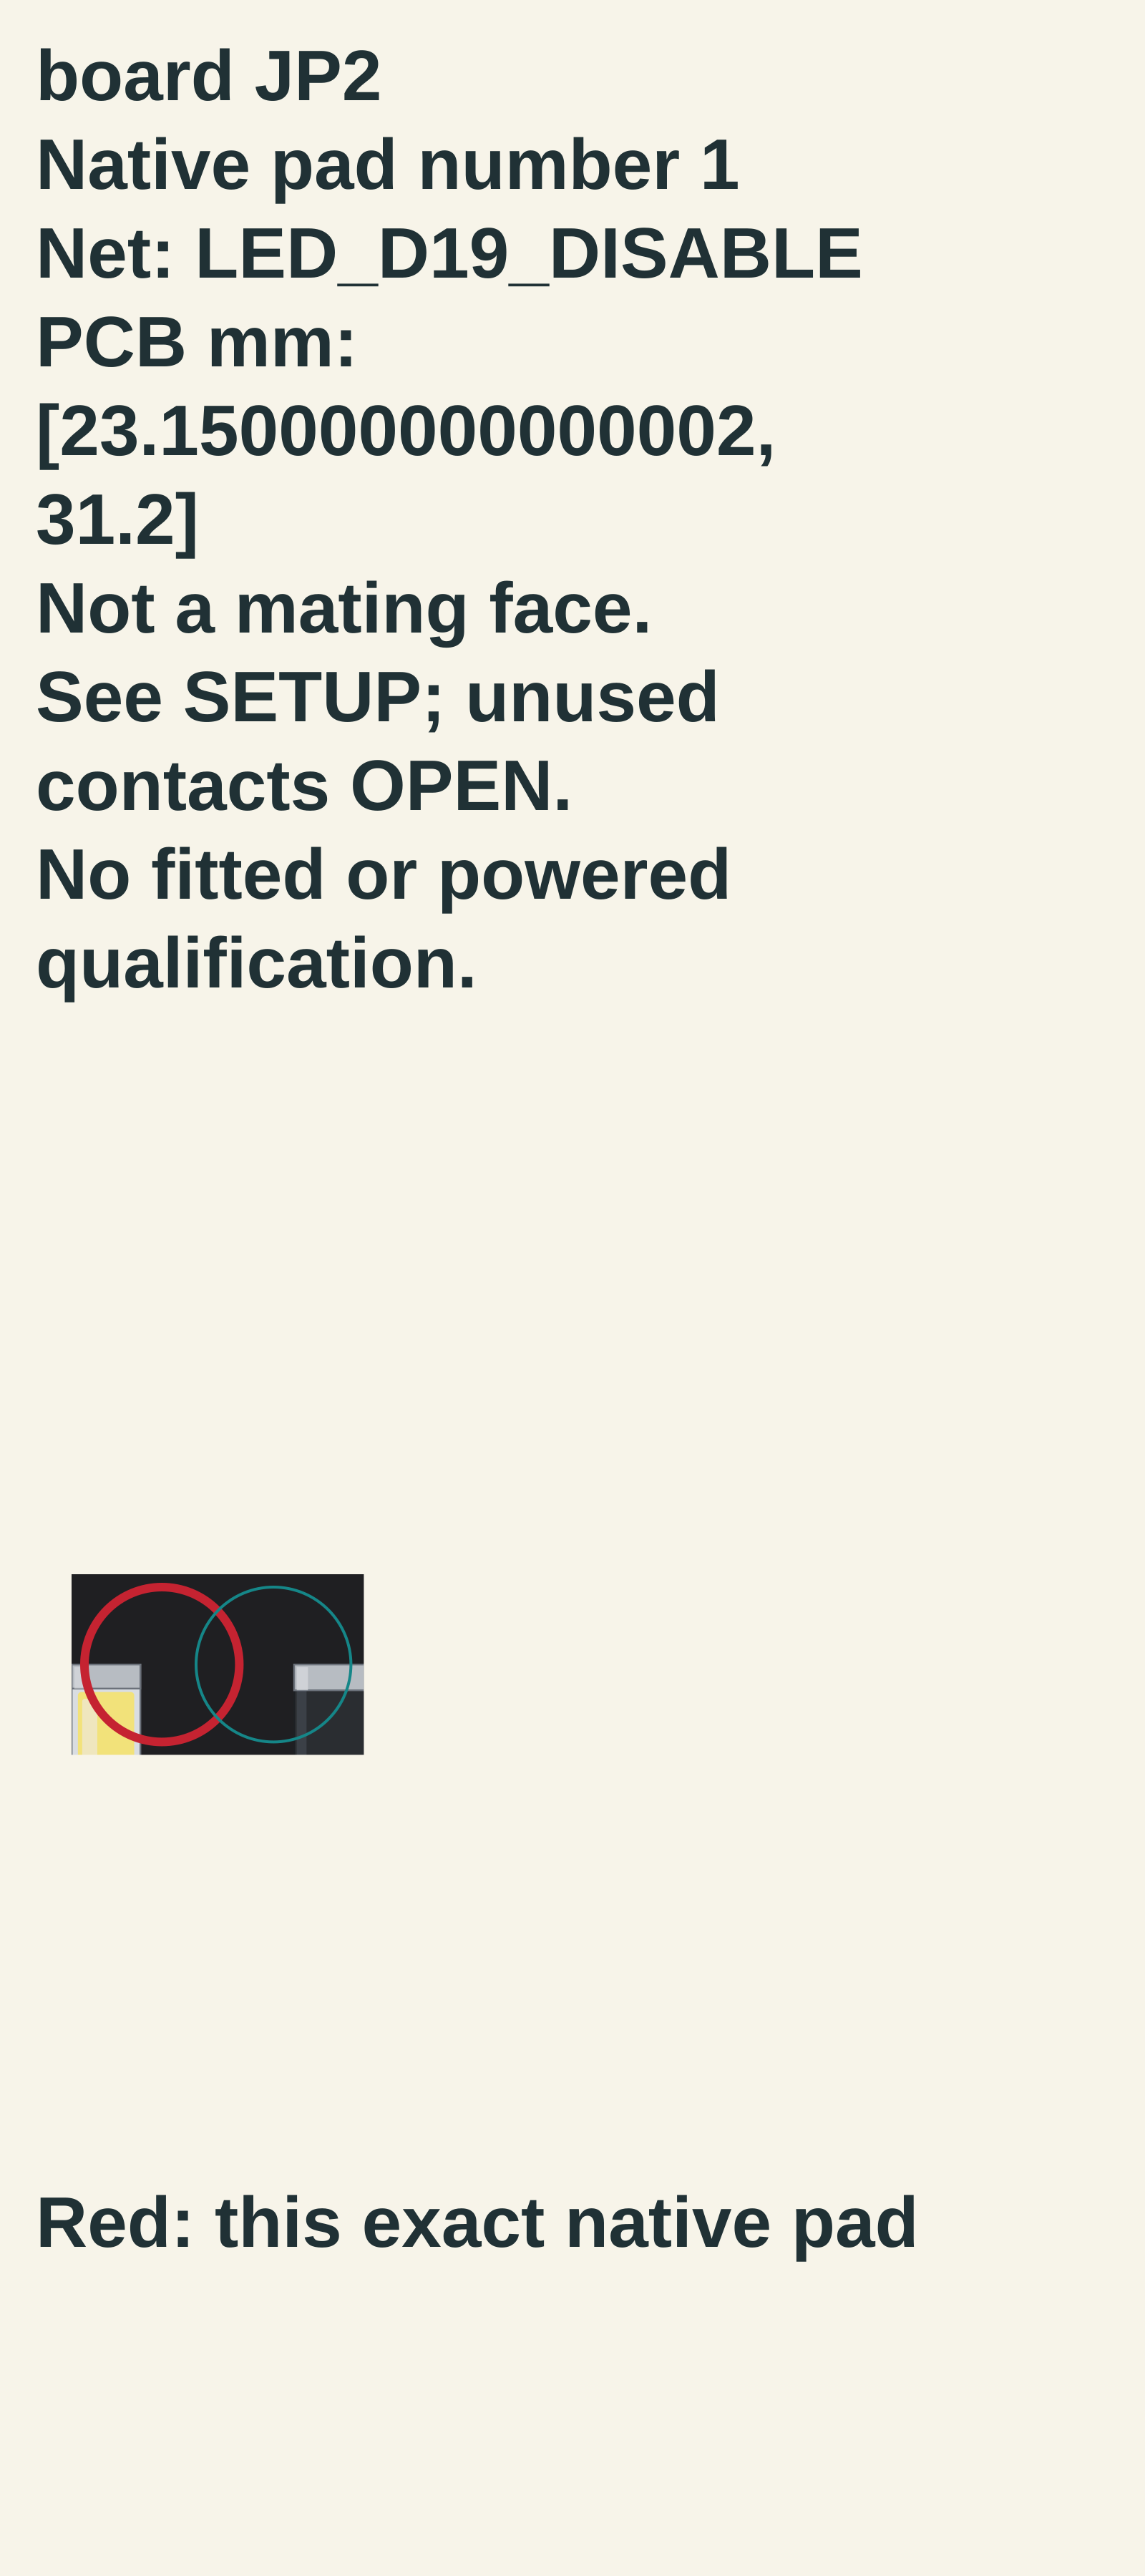 board JP2
Native pad number 1
Net: LED_D19_DISABLE
PCB mm:
[23.150000000000002,
31.2]
Not a mating face.
See SETUP; unused
contacts OPEN.
No fitted or powered
qualification.
Red: this exact native pad